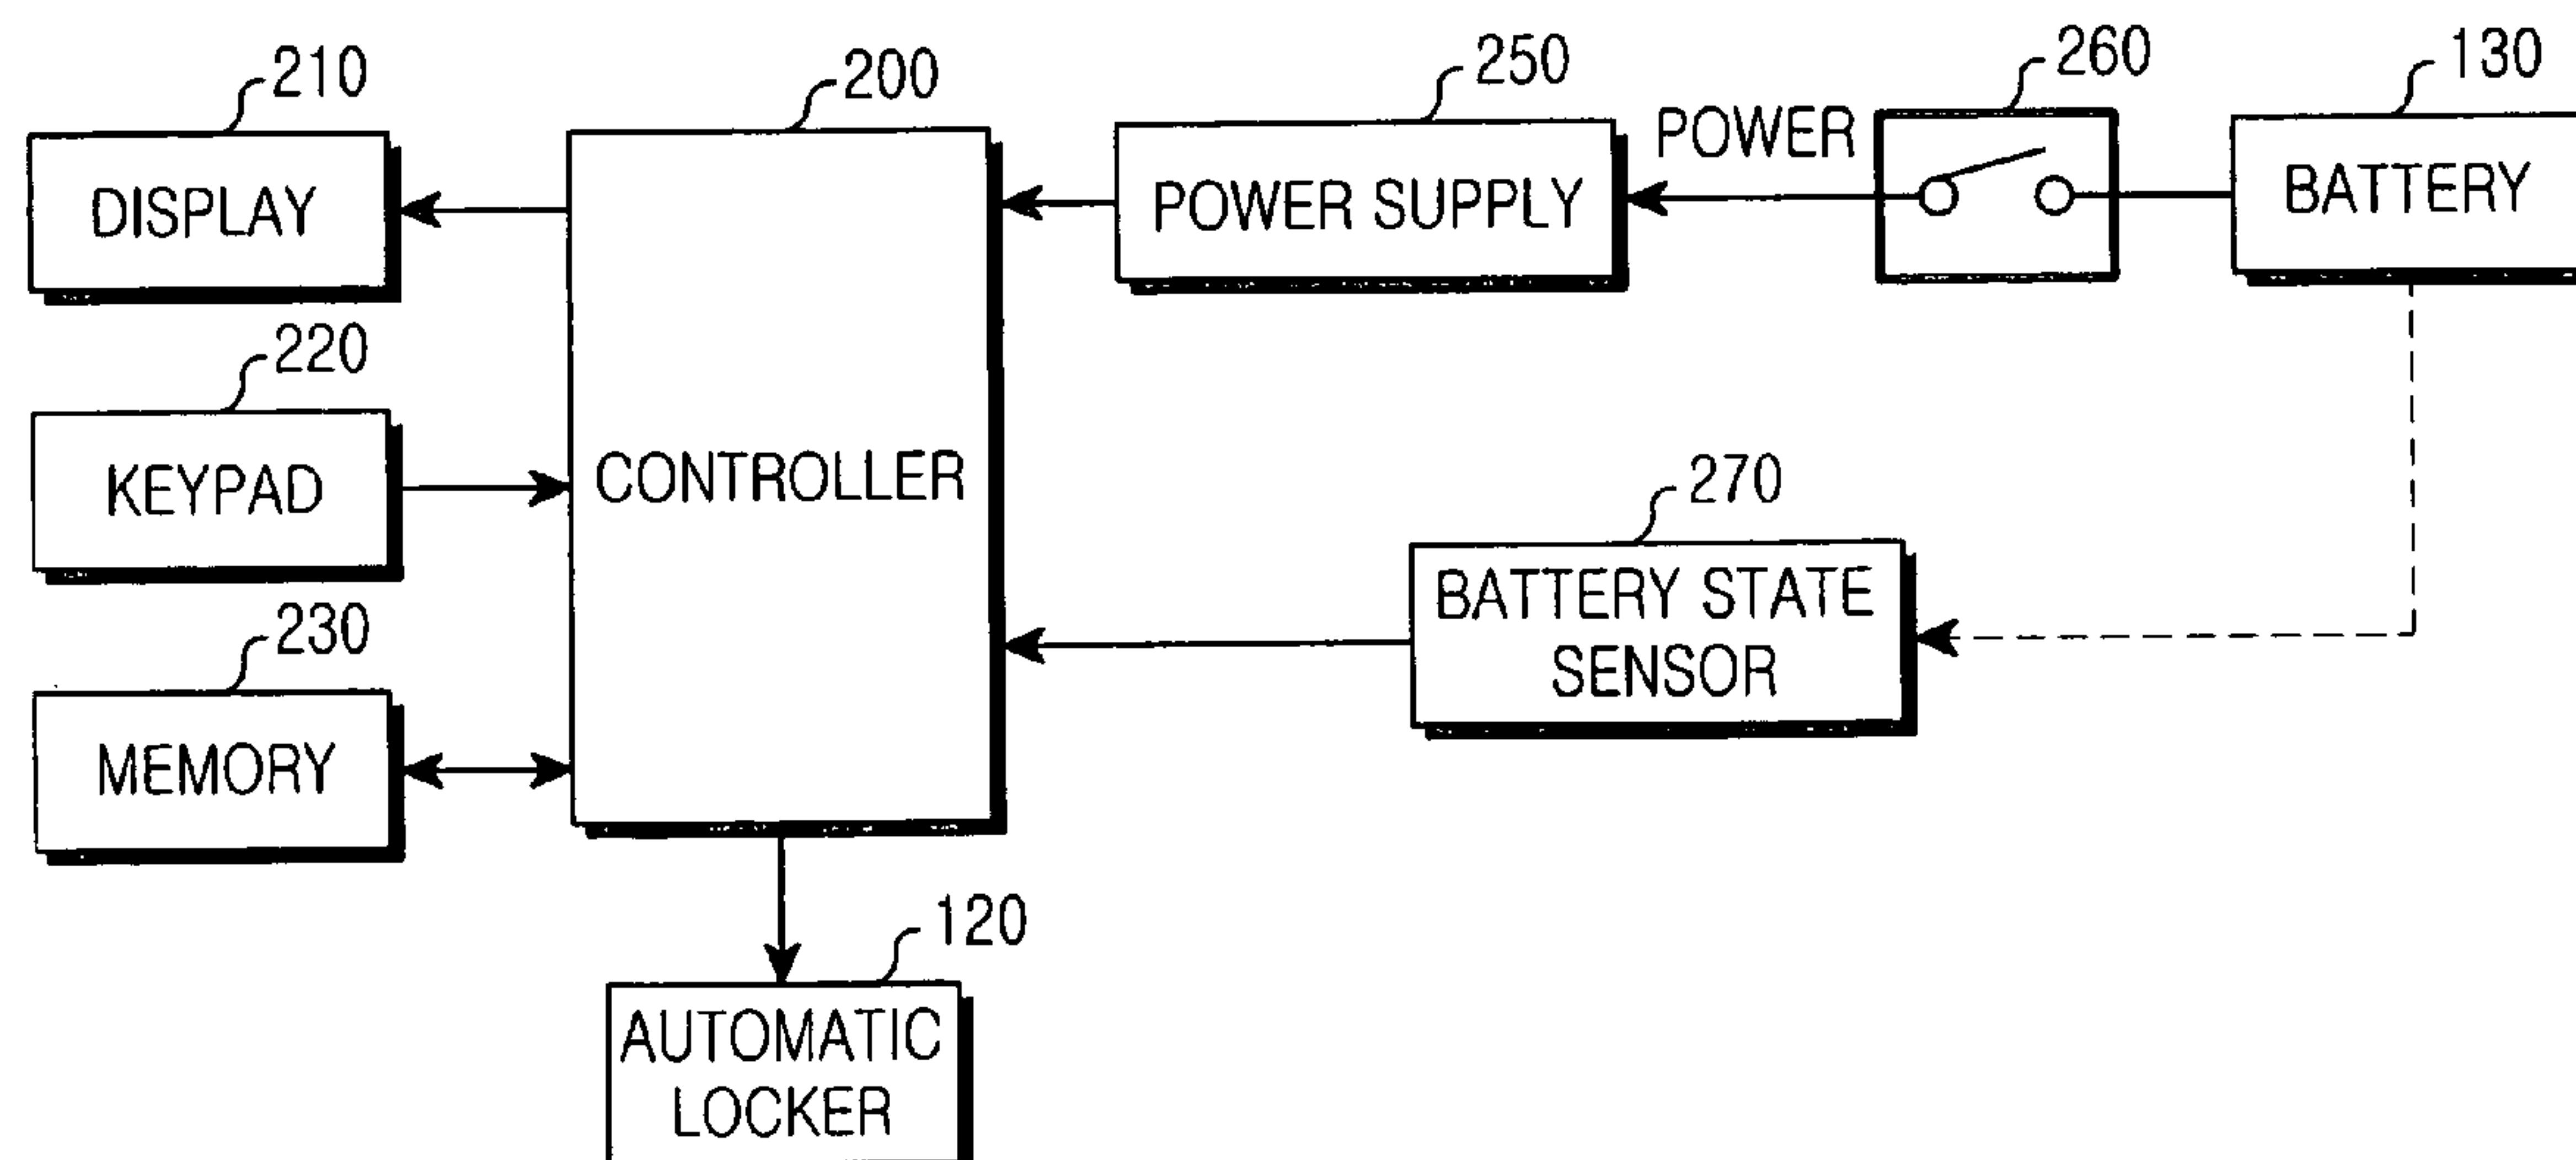 210
200
250
260
130
POWER
DISPLAY
POWER SUPPLY
BATTERY
220
KEYPAD
CONTROLLER
270
BATTERY STATE
SENSOR
230
MEMORY
120
AUTOMATIC
LOCKER